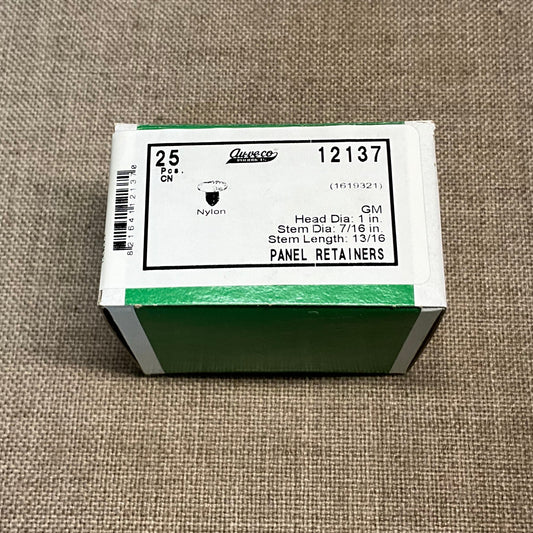 25
Pcs.
CN
Auveco
PRODUCTS
12137
(1619321)
Nylon
GM
Head Dia: 1 in.
Stem Dia: 7/16 in.
Stem Length: 13/16
PANEL RETAINERS